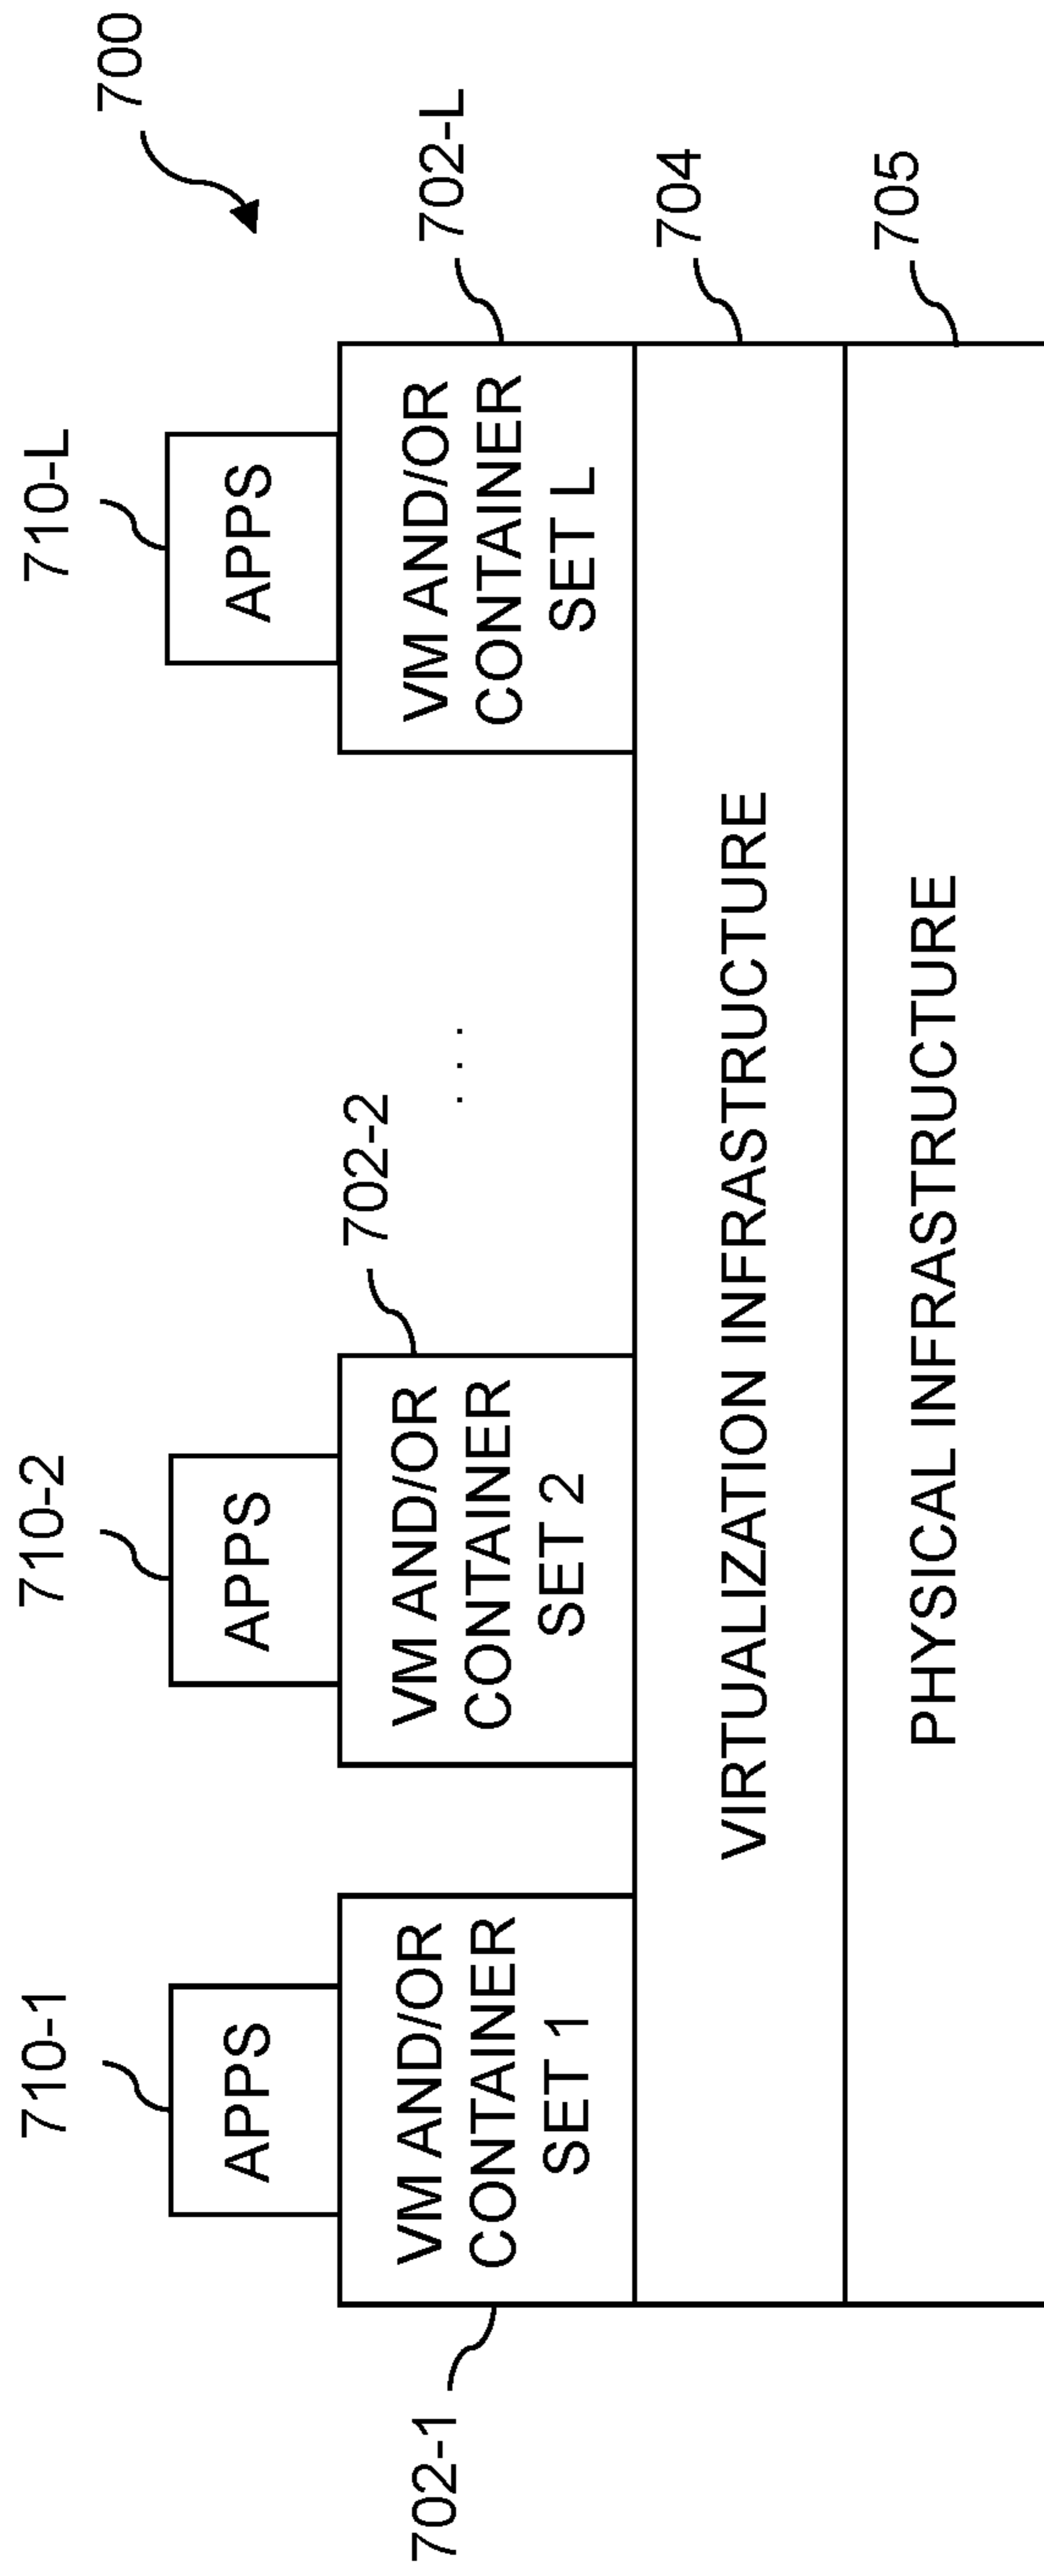 700
710-1
710-2
710-L
APPS
APPS
APPS
702-1
VM AND/OR
CONTAINER
SET 1
VM AND/OR
CONTAINER
SET 2
702-2
. . .
VM AND/OR
CONTAINER
SET L
702-L
VIRTUALIZATION INFRASTRUCTURE
704
PHYSICAL INFRASTRUCTURE
705